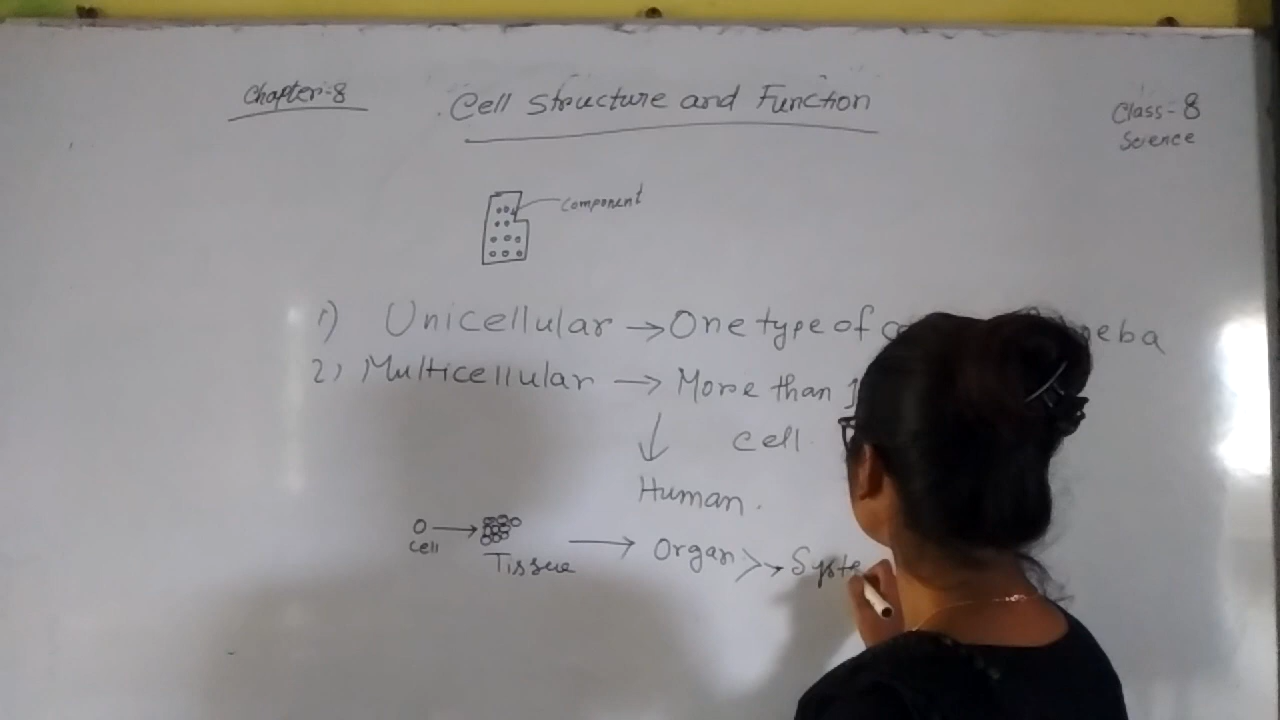 Chapter-8
Cell Structure and Function
Class-8
Science
component
1) Unicellular → One type of
2) Multicellular → More than 1
cell.
↓
Human.
cell → Tissue → Organ → Syste